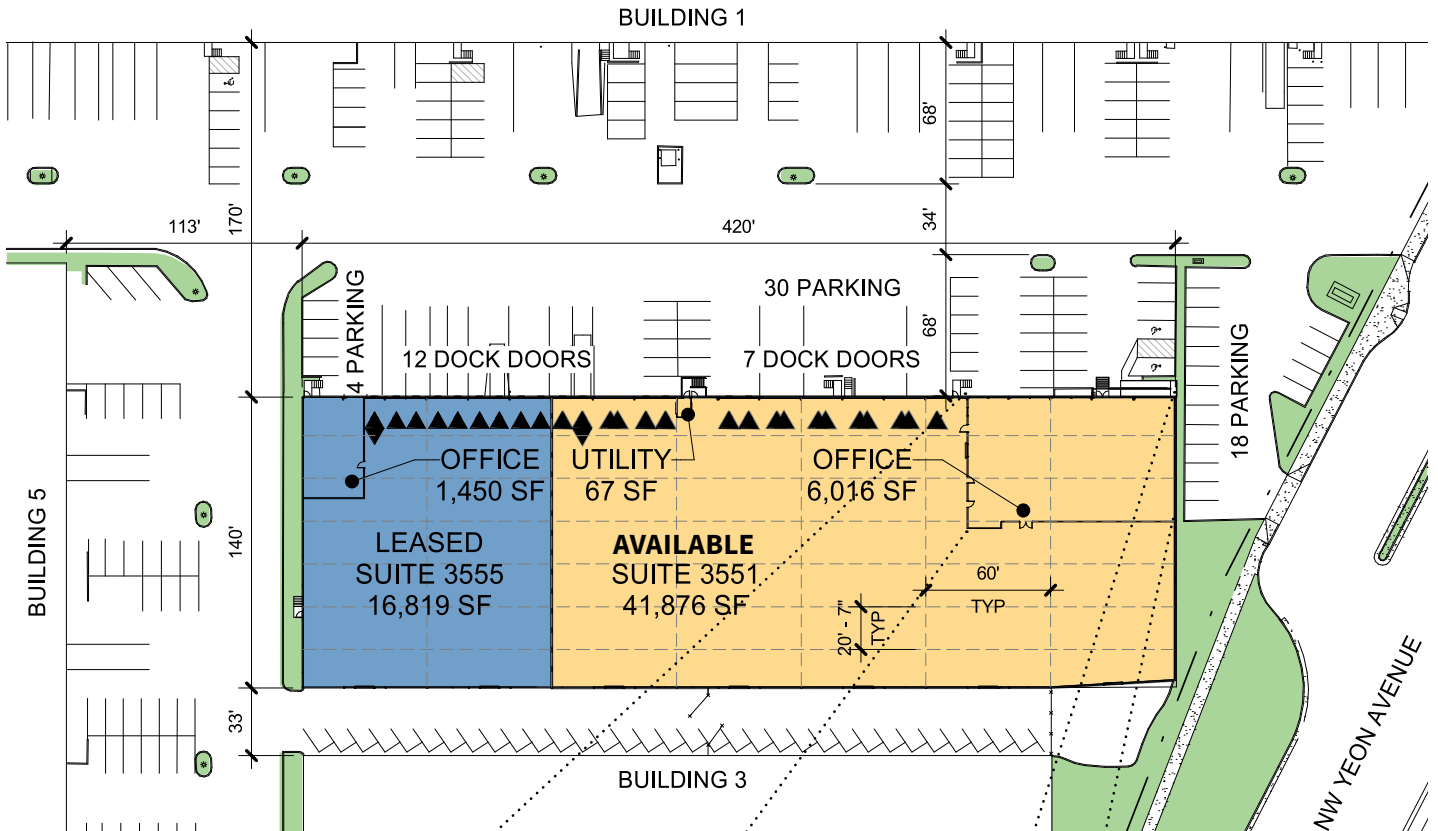 BUILDING 1
68'
113'
170'
420'
34'
4 PARKING
30 PARKING
68'
12 DOCK DOORS
7 DOCK DOORS
18 PARKING
OFFICE
1,450 SF
UTILITY
67 SF
OFFICE
6,016 SF
BUILDING 5
140'
LEASED
SUITE 3555
16,819 SF
AVAILABLE
SUITE 3551
41,876 SF
60'
TYP
20' - 7"
TYP
33'
BUILDING 3
NW YEON AVENUE